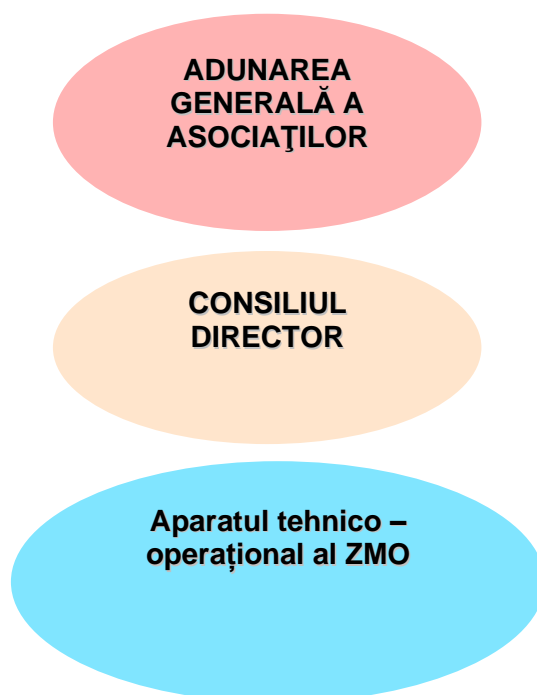 ADUNAREA
GENERALĂ A
ASOCIAŢILOR
CONSILIUL
DIRECTOR
Aparatul tehnico –
operațional al ZMO